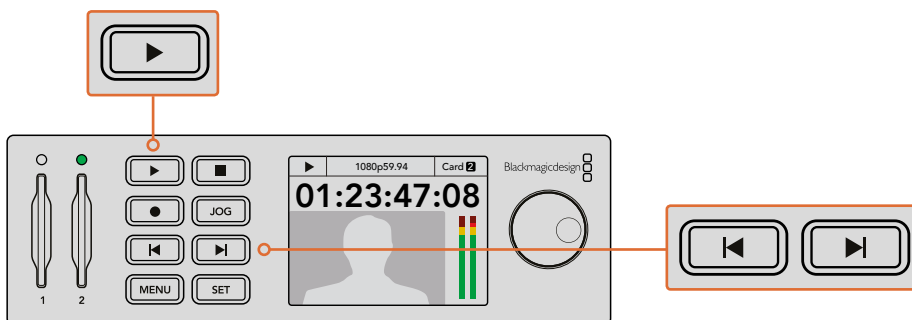 1080p59.94 Card 2
Blackmagicdesign
01:23:47:08
JOG
MENU SET
1 2